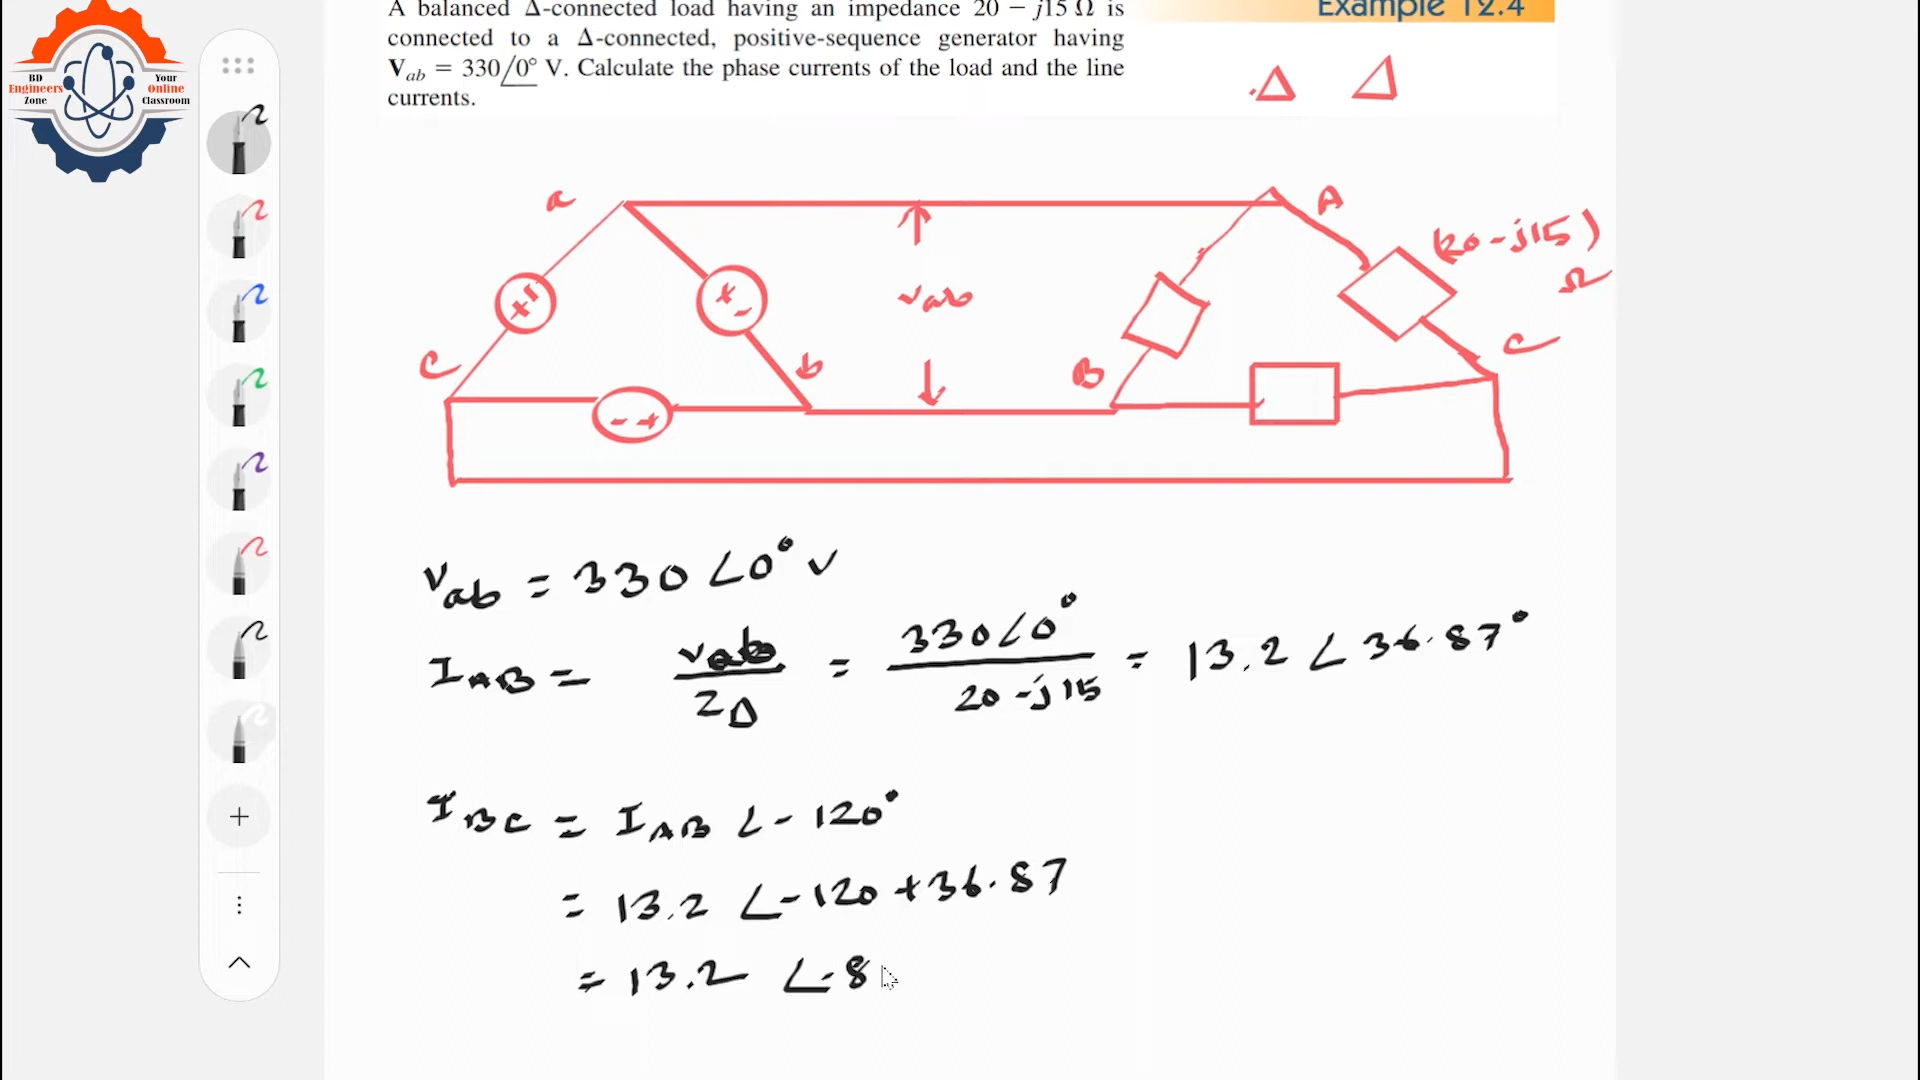 A balanced Δ-connected load having an impedance 20 − j15 Ω is
connected to a Δ-connected, positive-sequence generator having
Vab = 330/0° V. Calculate the phase currents of the load and the line
currents.
Example 12.4
BD
Engineers
Zone
Your
Online
Classroom
Δ Δ
a
A
(20-j15)
Ω
+ -
+ -
Vab
C
b
B
C
- +
Vab = 330 ∠0° V
IAB = Vab / ZΔ = 330∠0° / 20-j15 = 13.2 ∠36.87°
IBC = IAB ∠-120°
= 13.2 ∠-120+36.87
= 13.2 ∠-8